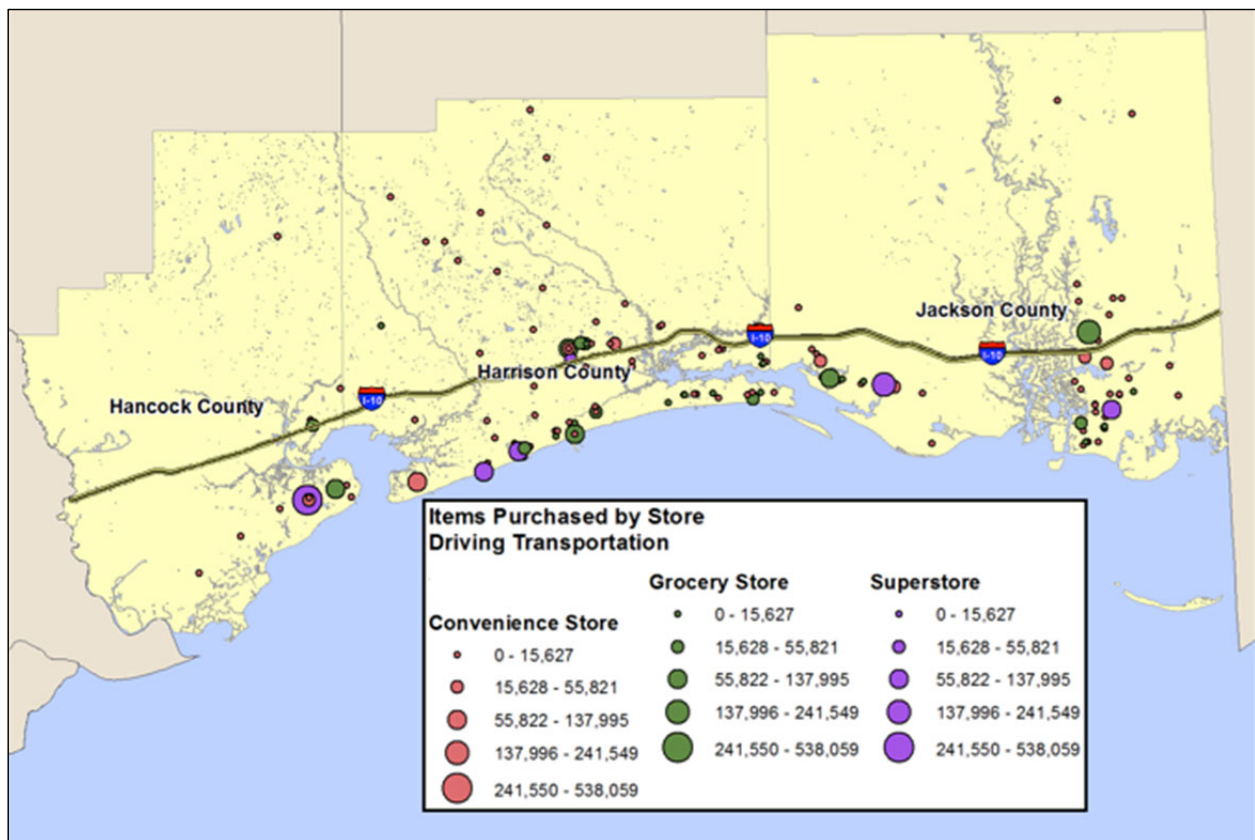 Jackson County
I-10
I-10
Harrison County
I-10
Hancock County
Items Purchased by Store
Driving Transportation
Convenience Store
0 - 15,627
15,628 - 55,821
55,822 - 137,995
137,996 - 241,549
241,550 - 538,059
Grocery Store
0 - 15,627
15,628 - 55,821
55,822 - 137,995
137,996 - 241,549
241,550 - 538,059
Superstore
0 - 15,627
15,628 - 55,821
55,822 - 137,995
137,996 - 241,549
241,550 - 538,059